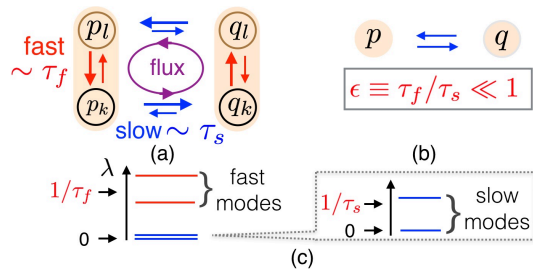 p_l
q_l
fast
~ τ_f
flux
p_k
q_k
slow ~ τ_s
(a)
p
q
ϵ ≡ τ_f/τ_s ≪ 1
(b)
λ
1/τ_f
0
fast
modes
1/τ_s
0
slow
modes
(c)